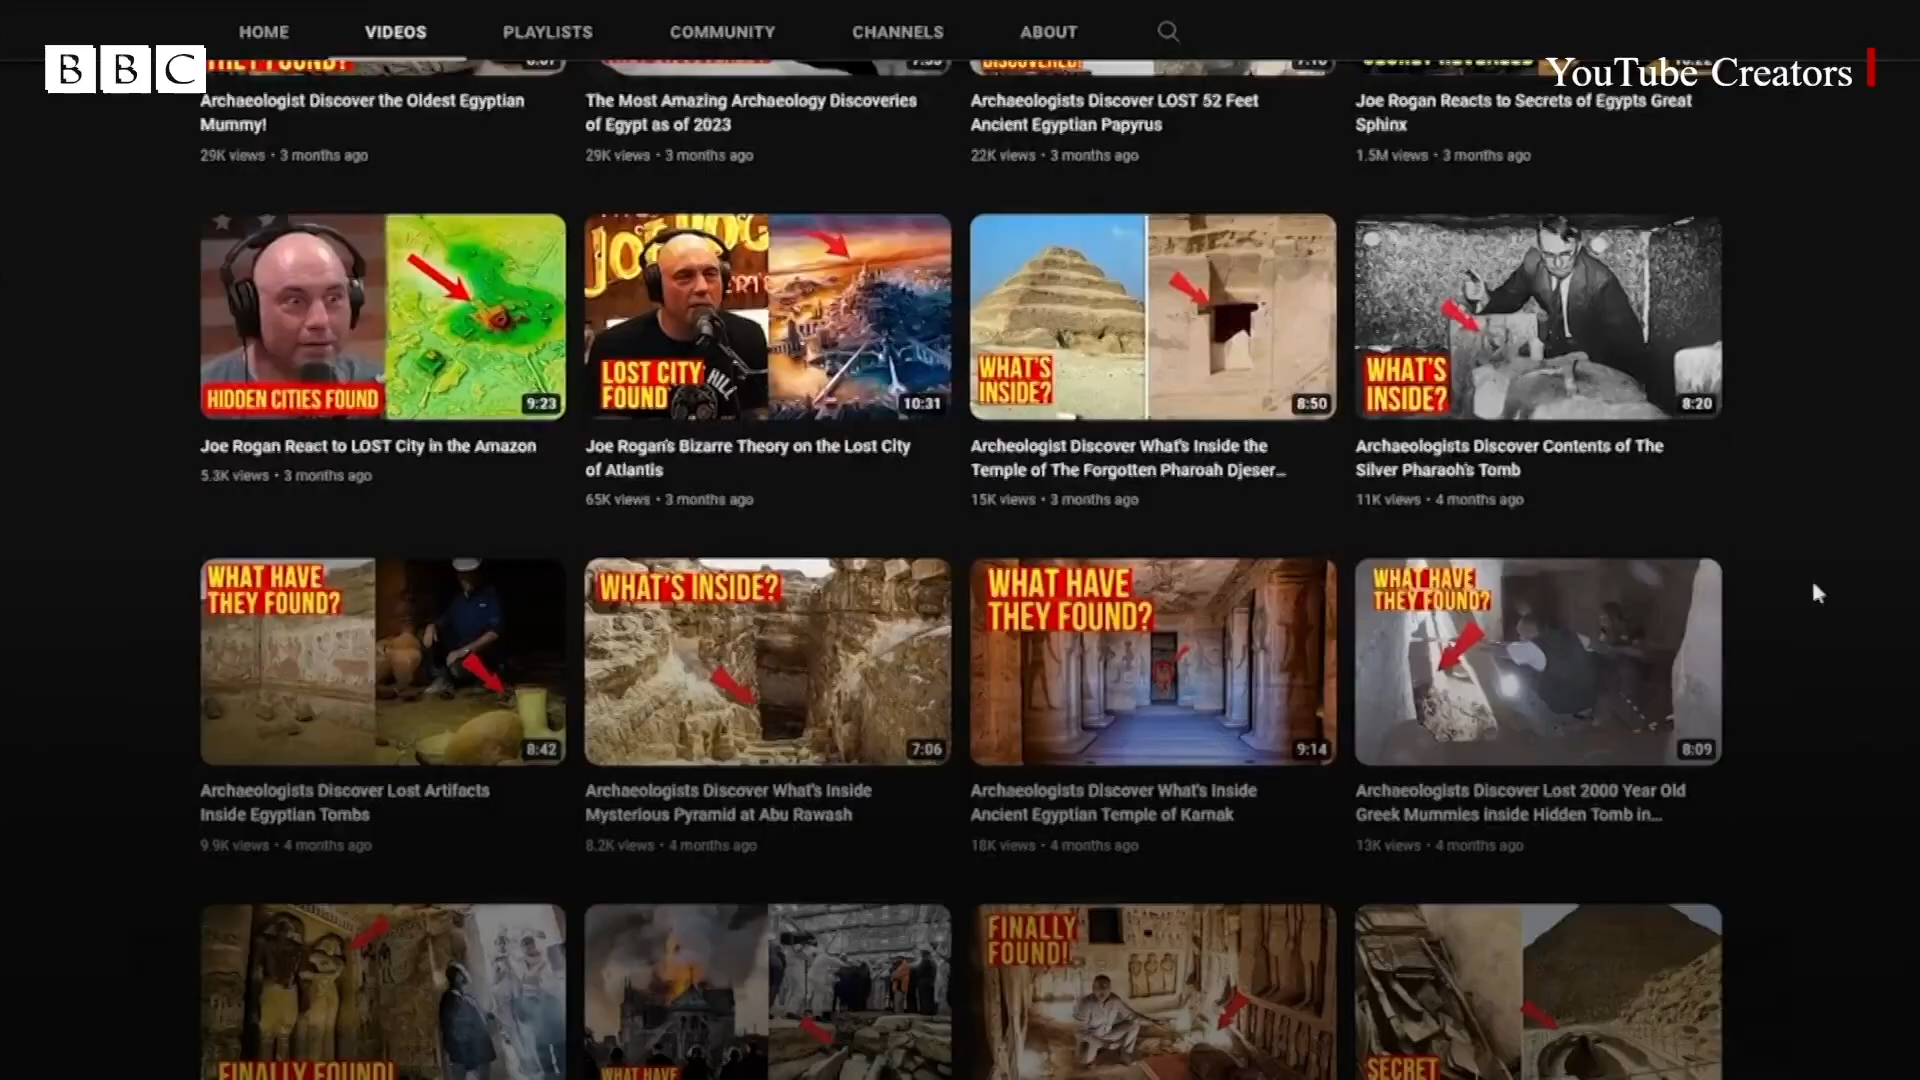 HOME VIDEOS PLAYLISTS COMMUNITY CHANNELS ABOUT
BBC
YouTube Creators
THEY FOUND?
DISCOVERED!
Archaeologist Discover the Oldest Egyptian
Mummy!
29K views • 3 months ago
The Most Amazing Archaeology Discoveries
of Egypt as of 2023
29K views • 3 months ago
Archaeologists Discover LOST 52 Feet
Ancient Egyptian Papyrus
22K views • 3 months ago
Joe Rogan Reacts to Secrets of Egypts Great
Sphinx
1.5M views • 3 months ago
HIDDEN CITIES FOUND
9:23
Joe Rogan React to LOST City in the Amazon
5.3K views • 3 months ago
LOST CITY
FOUND
10:31
Joe Rogan's Bizarre Theory on the Lost City
of Atlantis
65K views • 3 months ago
WHAT'S
INSIDE?
8:50
Archeologist Discover What's Inside the
Temple of The Forgotten Pharoah Djeser...
15K views • 3 months ago
WHAT'S
INSIDE?
8:20
Archaeologists Discover Contents of The
Silver Pharaoh's Tomb
11K views • 4 months ago
WHAT HAVE
THEY FOUND?
8:42
Archaeologists Discover Lost Artifacts
Inside Egyptian Tombs
9.9K views • 4 months ago
WHAT'S INSIDE?
7:06
Archaeologists Discover What's Inside
Mysterious Pyramid at Abu Rawash
8.2K views • 4 months ago
WHAT HAVE
THEY FOUND?
9:14
Archaeologists Discover What's Inside
Ancient Egyptian Temple of Karnak
18K views • 4 months ago
WHAT HAVE
THEY FOUND?
8:09
Archaeologists Discover Lost 2000 Year Old
Greek Mummies Inside Hidden Tomb in...
13K views • 4 months ago
FINALLY FOUND!
WHAT HAVE
FINALLY
FOUND!
SECRET